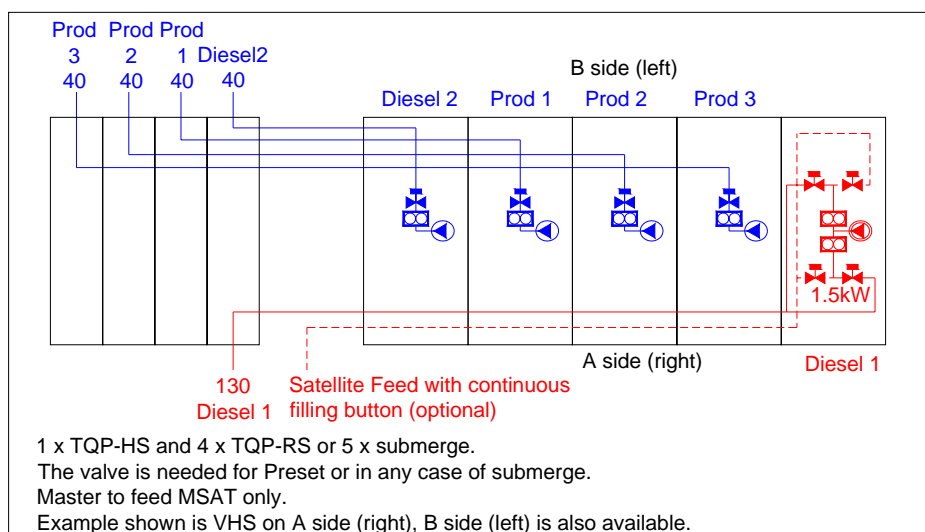 Prod Prod Prod
3 2 1 Diesel2
40 40 40 40
B side (left)
Diesel 2 Prod 1 Prod 2 Prod 3
1.5kW
A side (right)
Diesel 1
130
Diesel 1
Satellite Feed with continuous
filling button (optional)
1 x TQP-HS and 4 x TQP-RS or 5 x submerge.
The valve is needed for Preset or in any case of submerge.
Master to feed MSAT only.
Example shown is VHS on A side (right), B side (left) is also available.